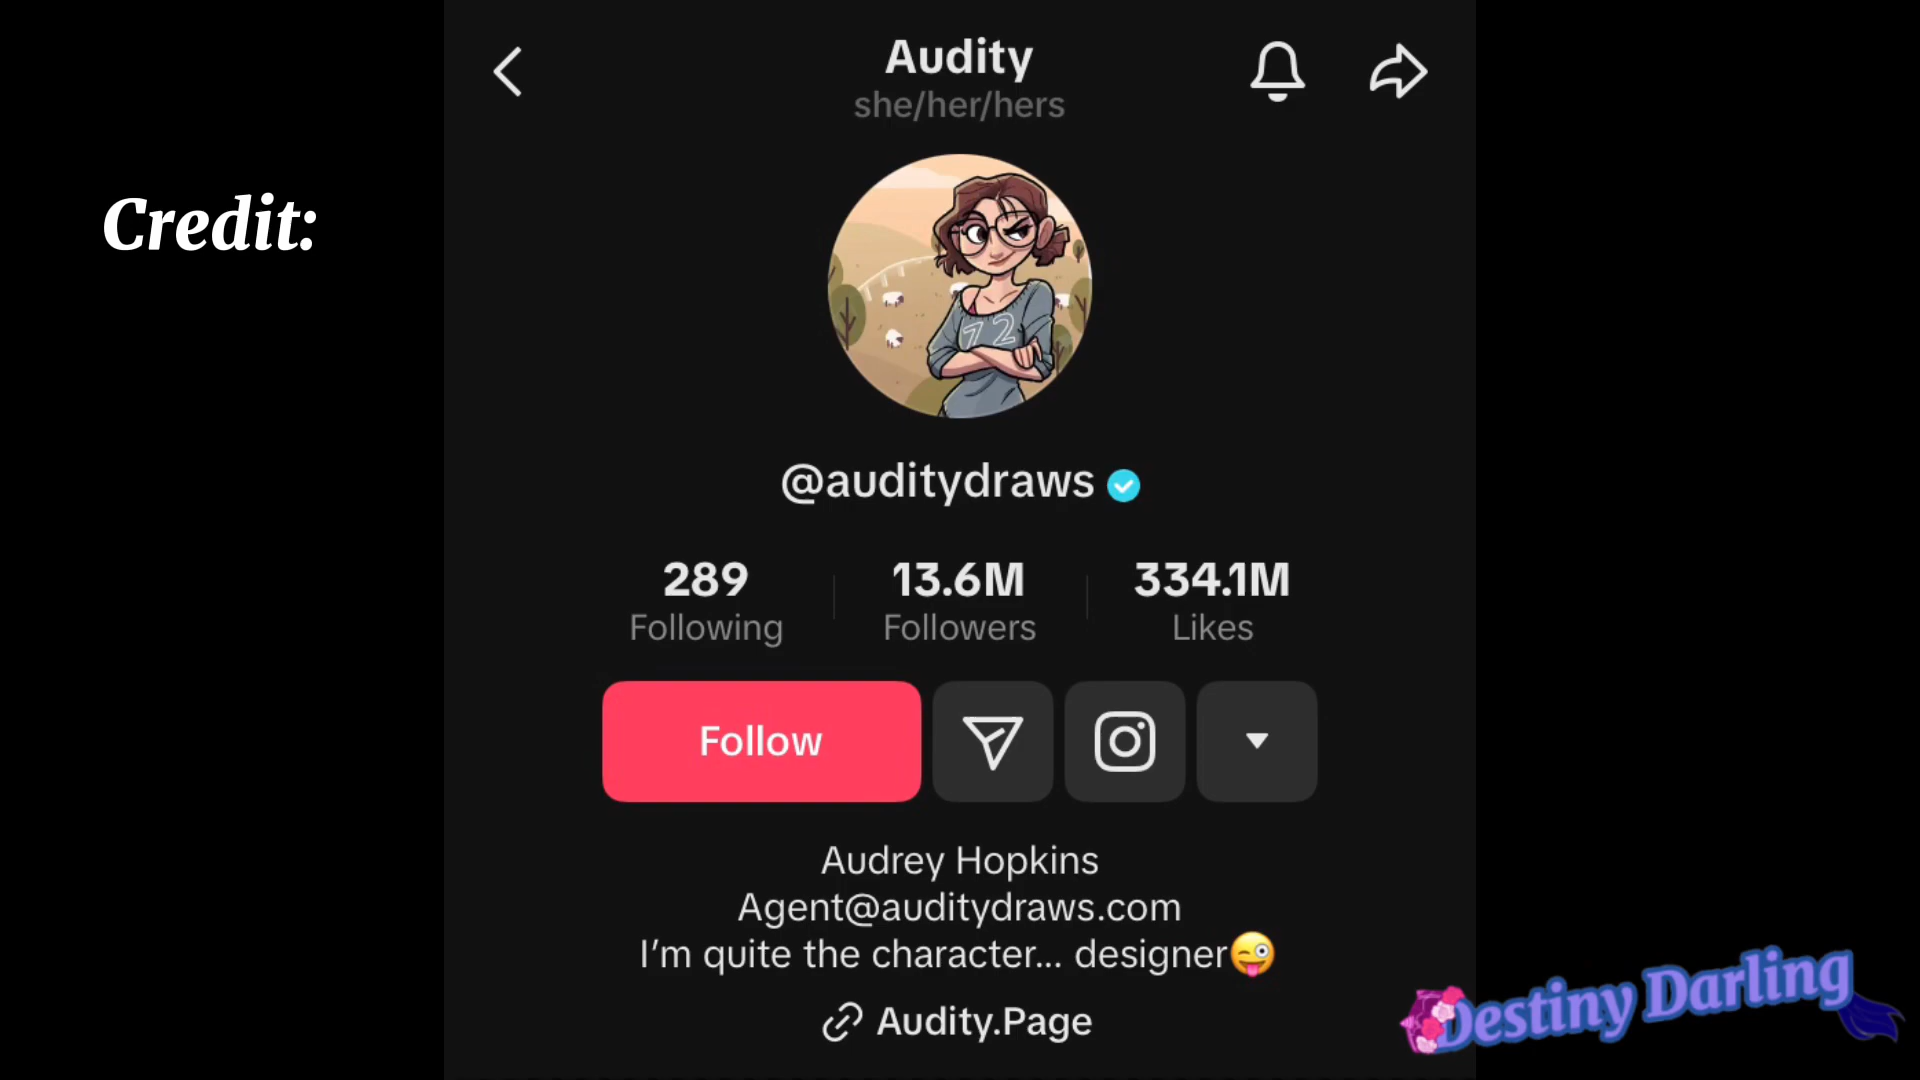 Audity
she/her/hers
Credit:
72
@auditydraws
289 13.6M 334.1M
Following Followers Likes
Follow
Audrey Hopkins
Agent@auditydraws.com
I’m quite the character... designer😜
Audity.Page
Destiny Darling